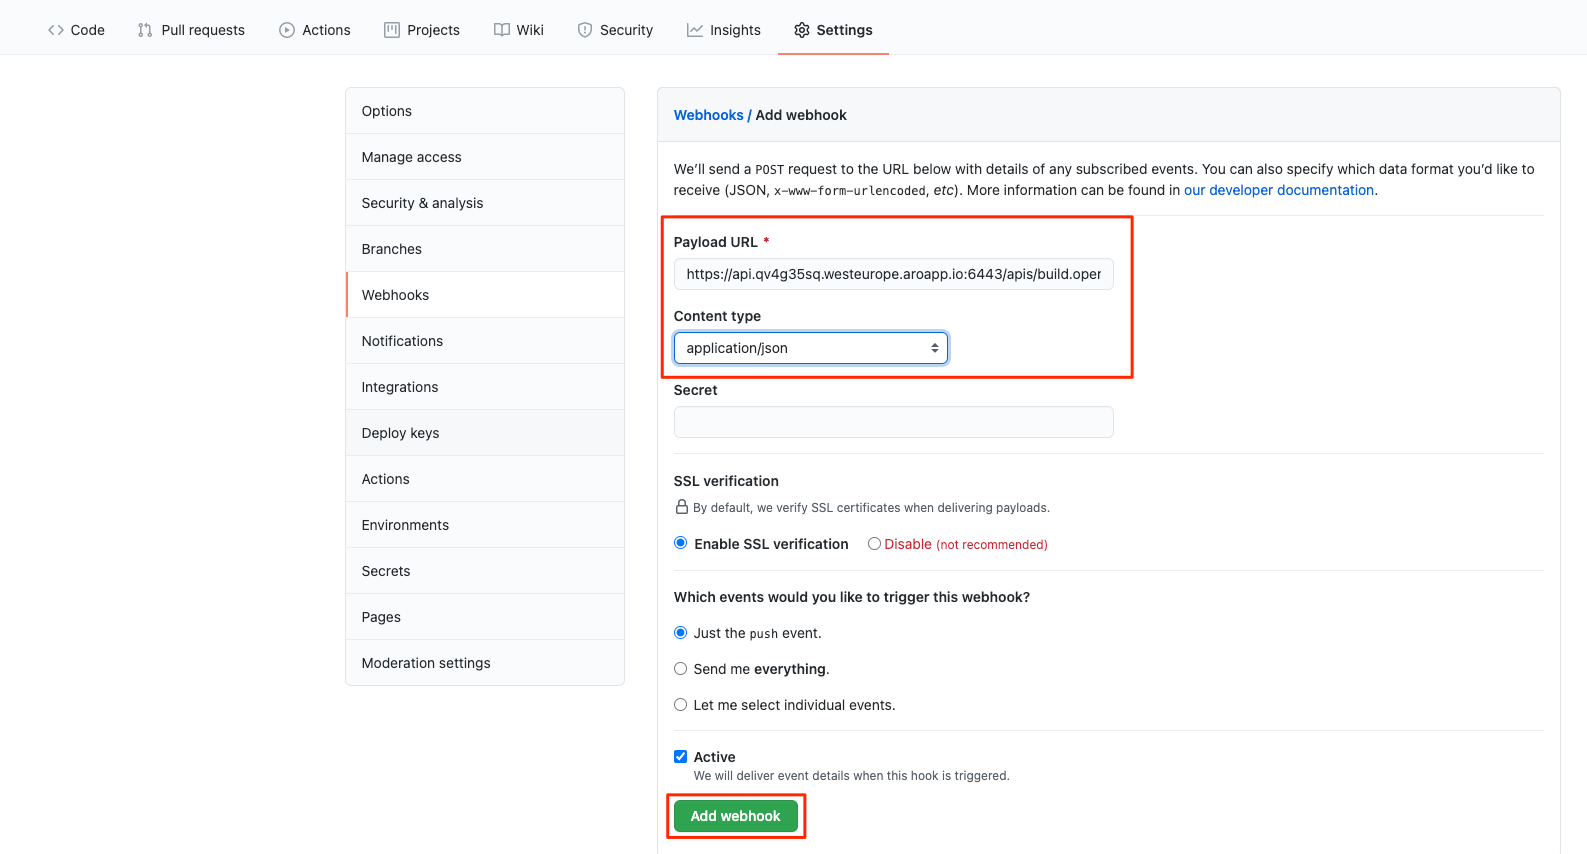 Code Pull requests Actions Projects Wiki Security Insights Settings
Options
Manage access
Security & analysis
Branches
Webhooks
Notifications
Integrations
Deploy keys
Actions
Environments
Secrets
Pages
Moderation settings
Webhooks / Add webhook
We’ll send a POST request to the URL below with details of any subscribed events. You can also specify which data format you’d like to
receive (JSON, x-www-form-urlencoded, etc). More information can be found in our developer documentation.
Payload URL *
https://api.qv4g35sq.westeurope.aroapp.io:6443/apis/build.oper
Content type
application/json
Secret
SSL verification
By default, we verify SSL certificates when delivering payloads.
Enable SSL verification Disable (not recommended)
Which events would you like to trigger this webhook?
Just the push event.
Send me everything.
Let me select individual events.
Active
We will deliver event details when this hook is triggered.
Add webhook